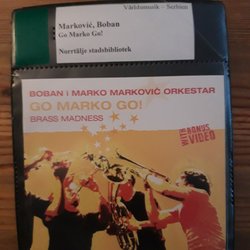 Världsmusik – Serbien
Marković, Boban
Go Marko Go!
Norrtälje stadsbibliotek
BOBAN i MARKO MARKOVIĆ ORKESTAR
GO MARKO GO!
BRASS MADNESS
WITH BONUS
VIDEO